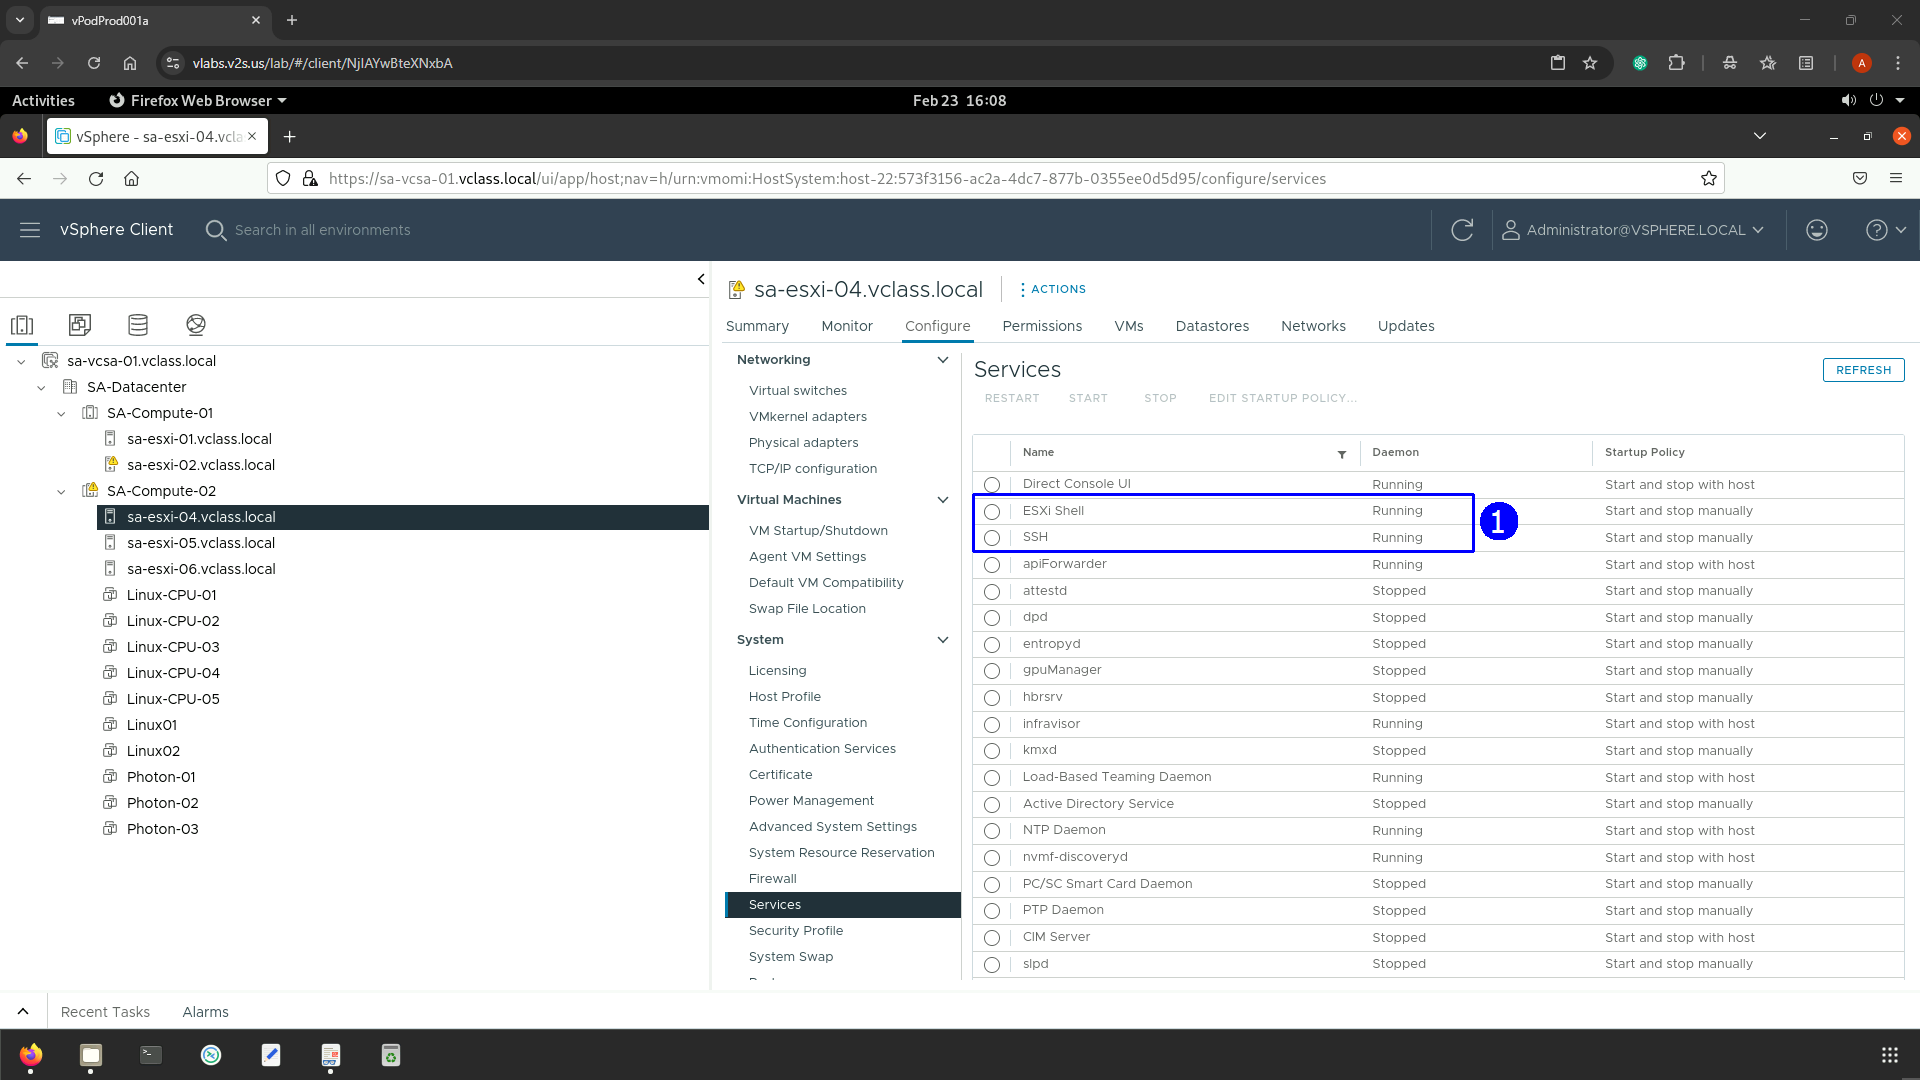 vPodProd001a
vlabs.v2s.us/lab/#/client/NjIAYwBteXNxbA
A
Activities
Firefox Web Browser
Feb 23 16:08
vSphere - sa-esxi-04.vcla
https://sa-vcsa-01.vclass.local/ui/app/host;nav=h/urn:vmomi:HostSystem:host-22:573f3156-ac2a-4dc7-877b-0355ee0d5d95/configure/services
vSphere Client
Search in all environments
Administrator@VSPHERE.LOCAL
sa-vcsa-01.vclass.local
SA-Datacenter
SA-Compute-01
sa-esxi-01.vclass.local
sa-esxi-02.vclass.local
SA-Compute-02
sa-esxi-04.vclass.local
sa-esxi-05.vclass.local
sa-esxi-06.vclass.local
Linux-CPU-01
Linux-CPU-02
Linux-CPU-03
Linux-CPU-04
Linux-CPU-05
Linux01
Linux02
Photon-01
Photon-02
Photon-03
sa-esxi-04.vclass.local
ACTIONS
Summary Monitor Configure Permissions VMs Datastores Networks Updates
Networking
Virtual switches
VMkernel adapters
Physical adapters
TCP/IP configuration
Virtual Machines
VM Startup/Shutdown
Agent VM Settings
Default VM Compatibility
Swap File Location
System
Licensing
Host Profile
Time Configuration
Authentication Services
Certificate
Power Management
Advanced System Settings
System Resource Reservation
Firewall
Services
Security Profile
System Swap
Services
REFRESH
RESTART START STOP EDIT STARTUP POLICY...
Name Daemon Startup Policy
Direct Console UI Running Start and stop with host
ESXi Shell Running Start and stop manually
SSH Running Start and stop manually
1
apiForwarder Running Start and stop with host
attestd Stopped Start and stop manually
dpd Stopped Start and stop manually
entropyd Stopped Start and stop manually
gpuManager Stopped Start and stop manually
hbrsrv Stopped Start and stop manually
infravisor Running Start and stop with host
kmxd Stopped Start and stop manually
Load-Based Teaming Daemon Running Start and stop with host
Active Directory Service Stopped Start and stop manually
NTP Daemon Running Start and stop with host
nvmf-discoveryd Running Start and stop with host
PC/SC Smart Card Daemon Stopped Start and stop manually
PTP Daemon Stopped Start and stop manually
CIM Server Stopped Start and stop with host
slpd Stopped Start and stop manually
Recent Tasks Alarms